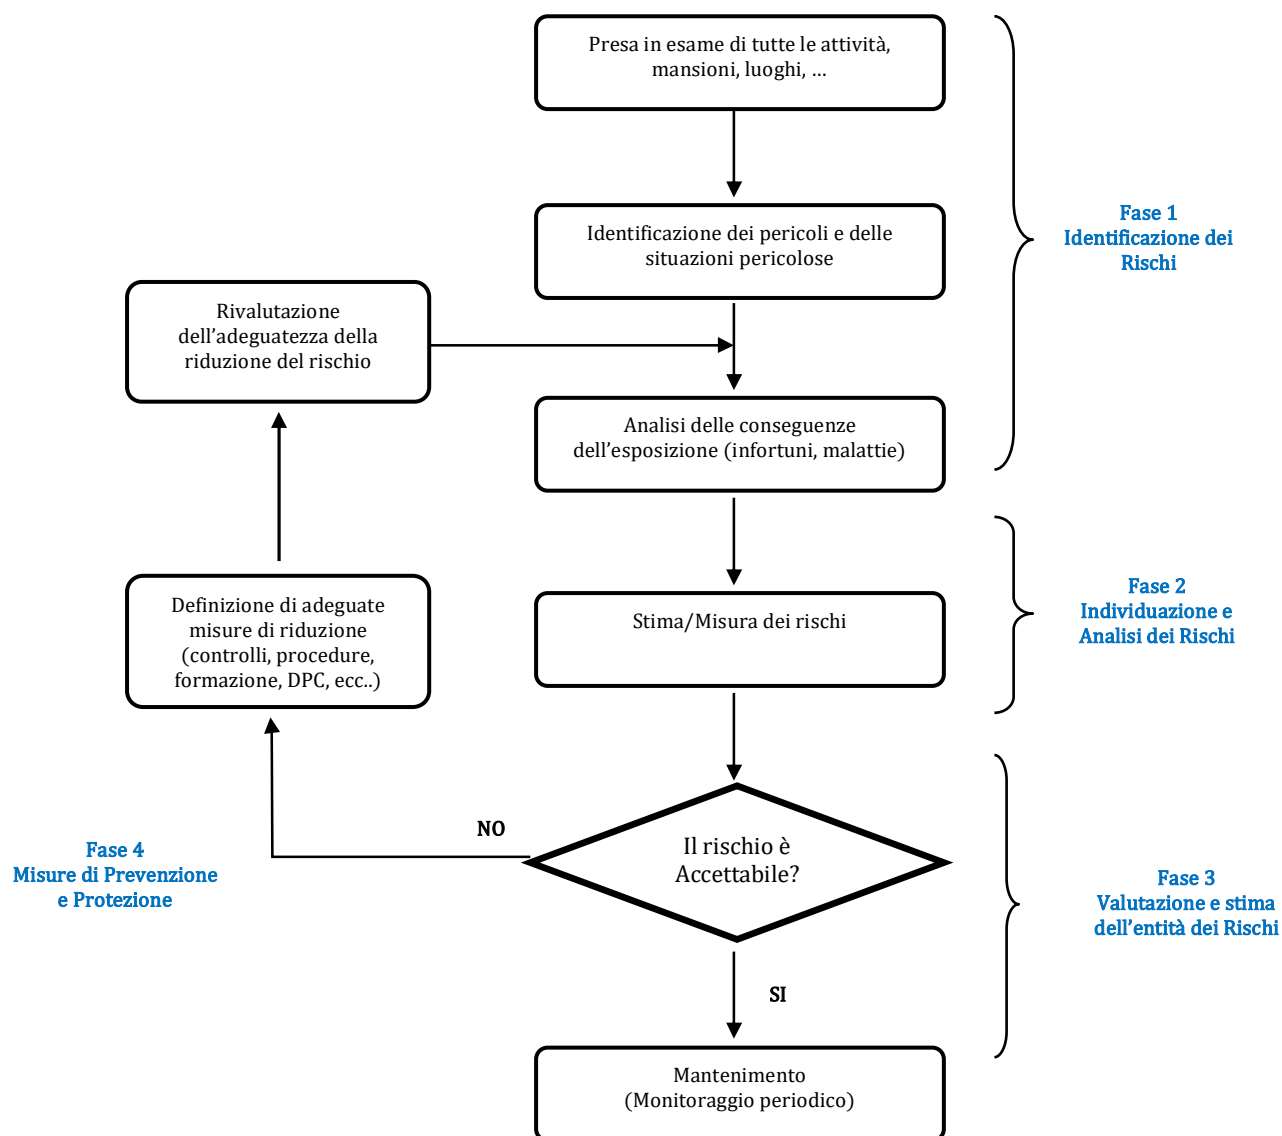 Presa in esame di tutte le attività,
mansioni, luoghi, …
Fase 1
Identificazione dei
Rischi
Identificazione dei pericoli e delle
situazioni pericolose
Rivalutazione
dell’adeguatezza della
riduzione del rischio
Analisi delle conseguenze
dell’esposizione (infortuni, malattie)
Fase 2
Individuazione e
Analisi dei Rischi
Definizione di adeguate
misure di riduzione
(controlli, procedure,
formazione, DPC, ecc..)
Stima/Misura dei rischi
NO
Il rischio è
Accettabile?
Fase 4
Misure di Prevenzione
e Protezione
Fase 3
Valutazione e stima
dell’entità dei Rischi
SI
Mantenimento
(Monitoraggio periodico)